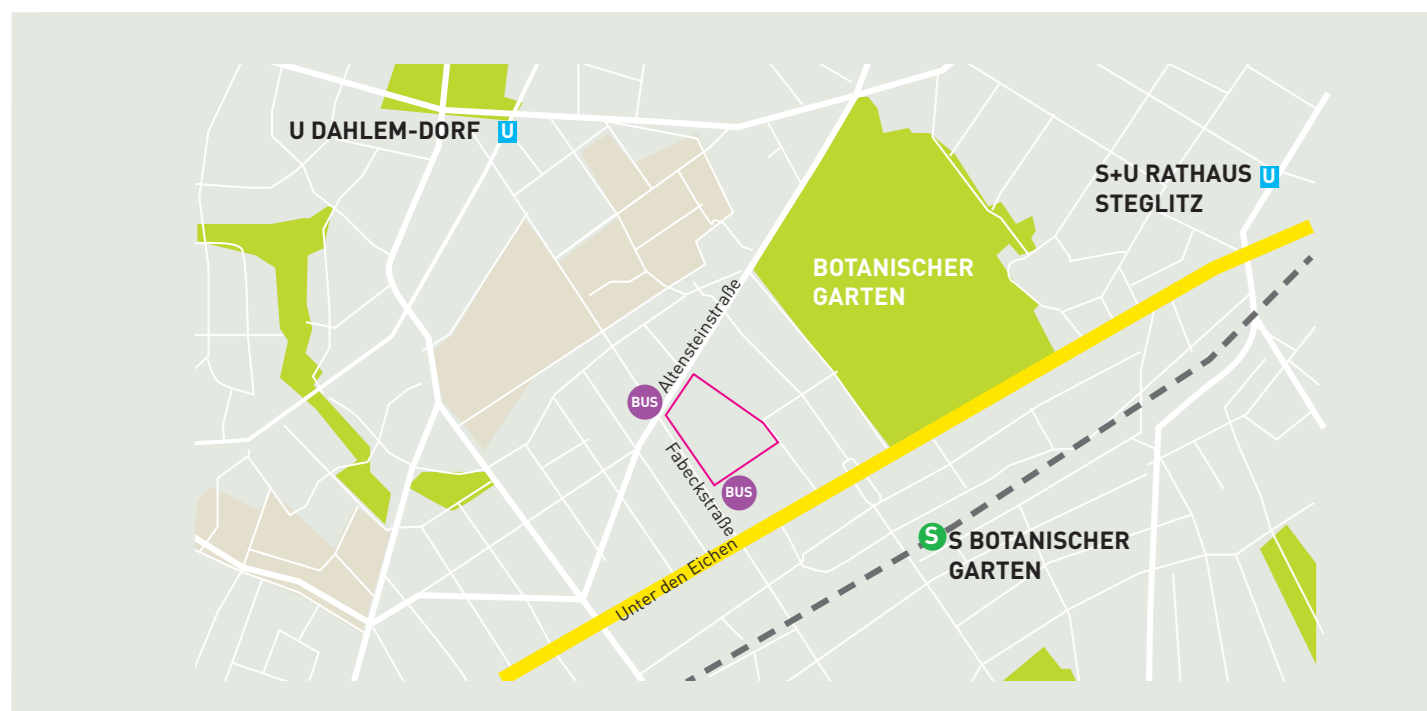 U DAHLEM-DORF U
S+U RATHAUS U
STEGLITZ
BOTANISCHER
GARTEN
Altensteinstraße
BUS
Fabeckstraße
BUS
Unter den Eichen
S S BOTANISCHER
GARTEN